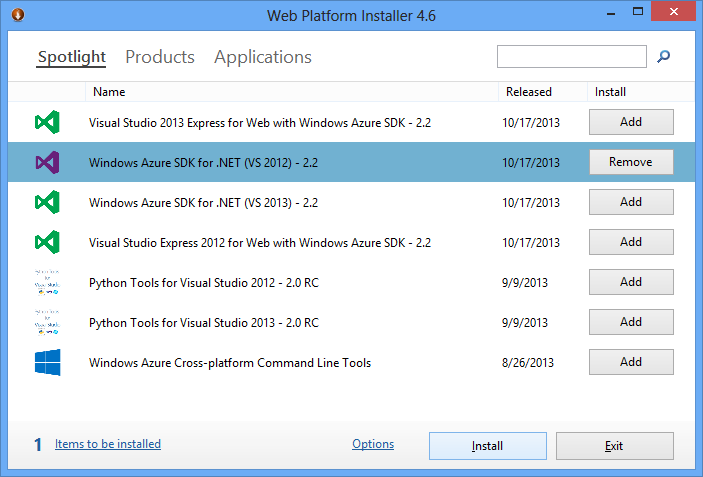 Web Platform Installer 4.6
Spotlight Products Applications
Name Released Install
Visual Studio 2013 Express for Web with Windows Azure SDK - 2.2 10/17/2013 Add
Windows Azure SDK for .NET (VS 2012) - 2.2 10/17/2013 Remove
Windows Azure SDK for .NET (VS 2013) - 2.2 10/17/2013 Add
Visual Studio Express 2012 for Web with Windows Azure SDK - 2.2 10/17/2013 Add
Python Tools for Visual Studio 2012 - 2.0 RC 9/9/2013 Add
Python Tools for Visual Studio 2013 - 2.0 RC 9/9/2013 Add
Windows Azure Cross-platform Command Line Tools 8/26/2013 Add
1 Items to be installed Options Install Exit